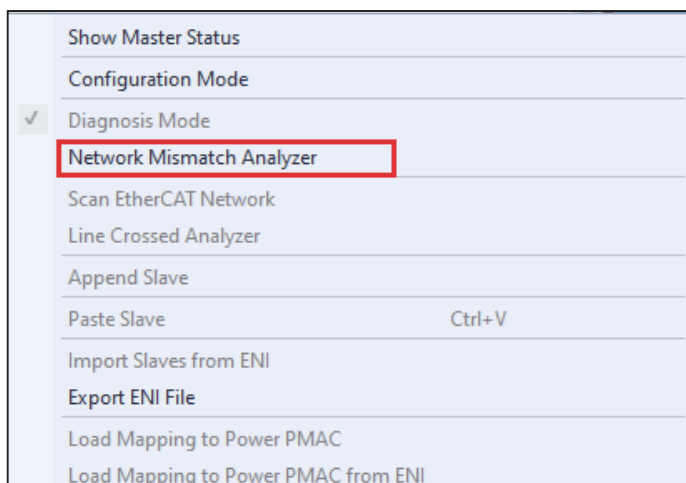 Show Master Status
Configuration Mode
Diagnosis Mode
Network Mismatch Analyzer
Scan EtherCAT Network
Line Crossed Analyzer
Append Slave
Paste Slave Ctrl+V
Import Slaves from ENI
Export ENI File
Load Mapping to Power PMAC
Load Mapping to Power PMAC from ENI